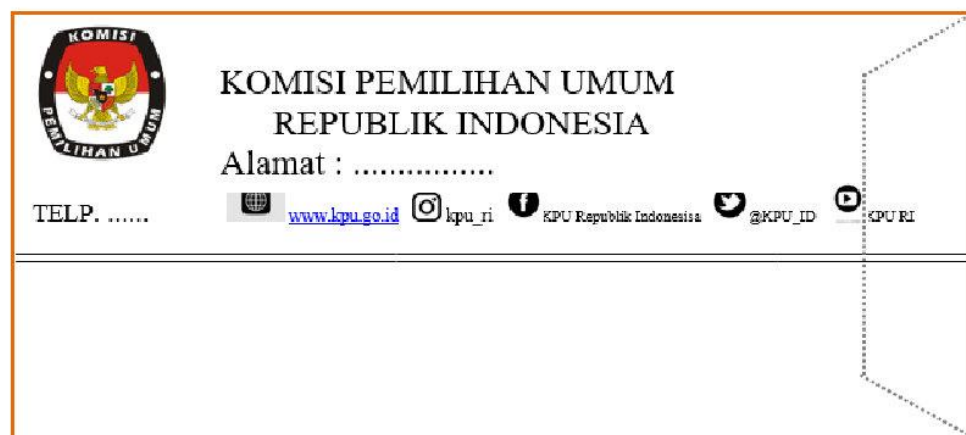 KOMISI
PEMILIHAN UMUM
KOMISI PEMILIHAN UMUM
REPUBLIK INDONESIA
Alamat : ................
TELP. ...... www.kpu.go.id kpu_ri KPU Republik Indonesisa @KPU_ID KPU RI